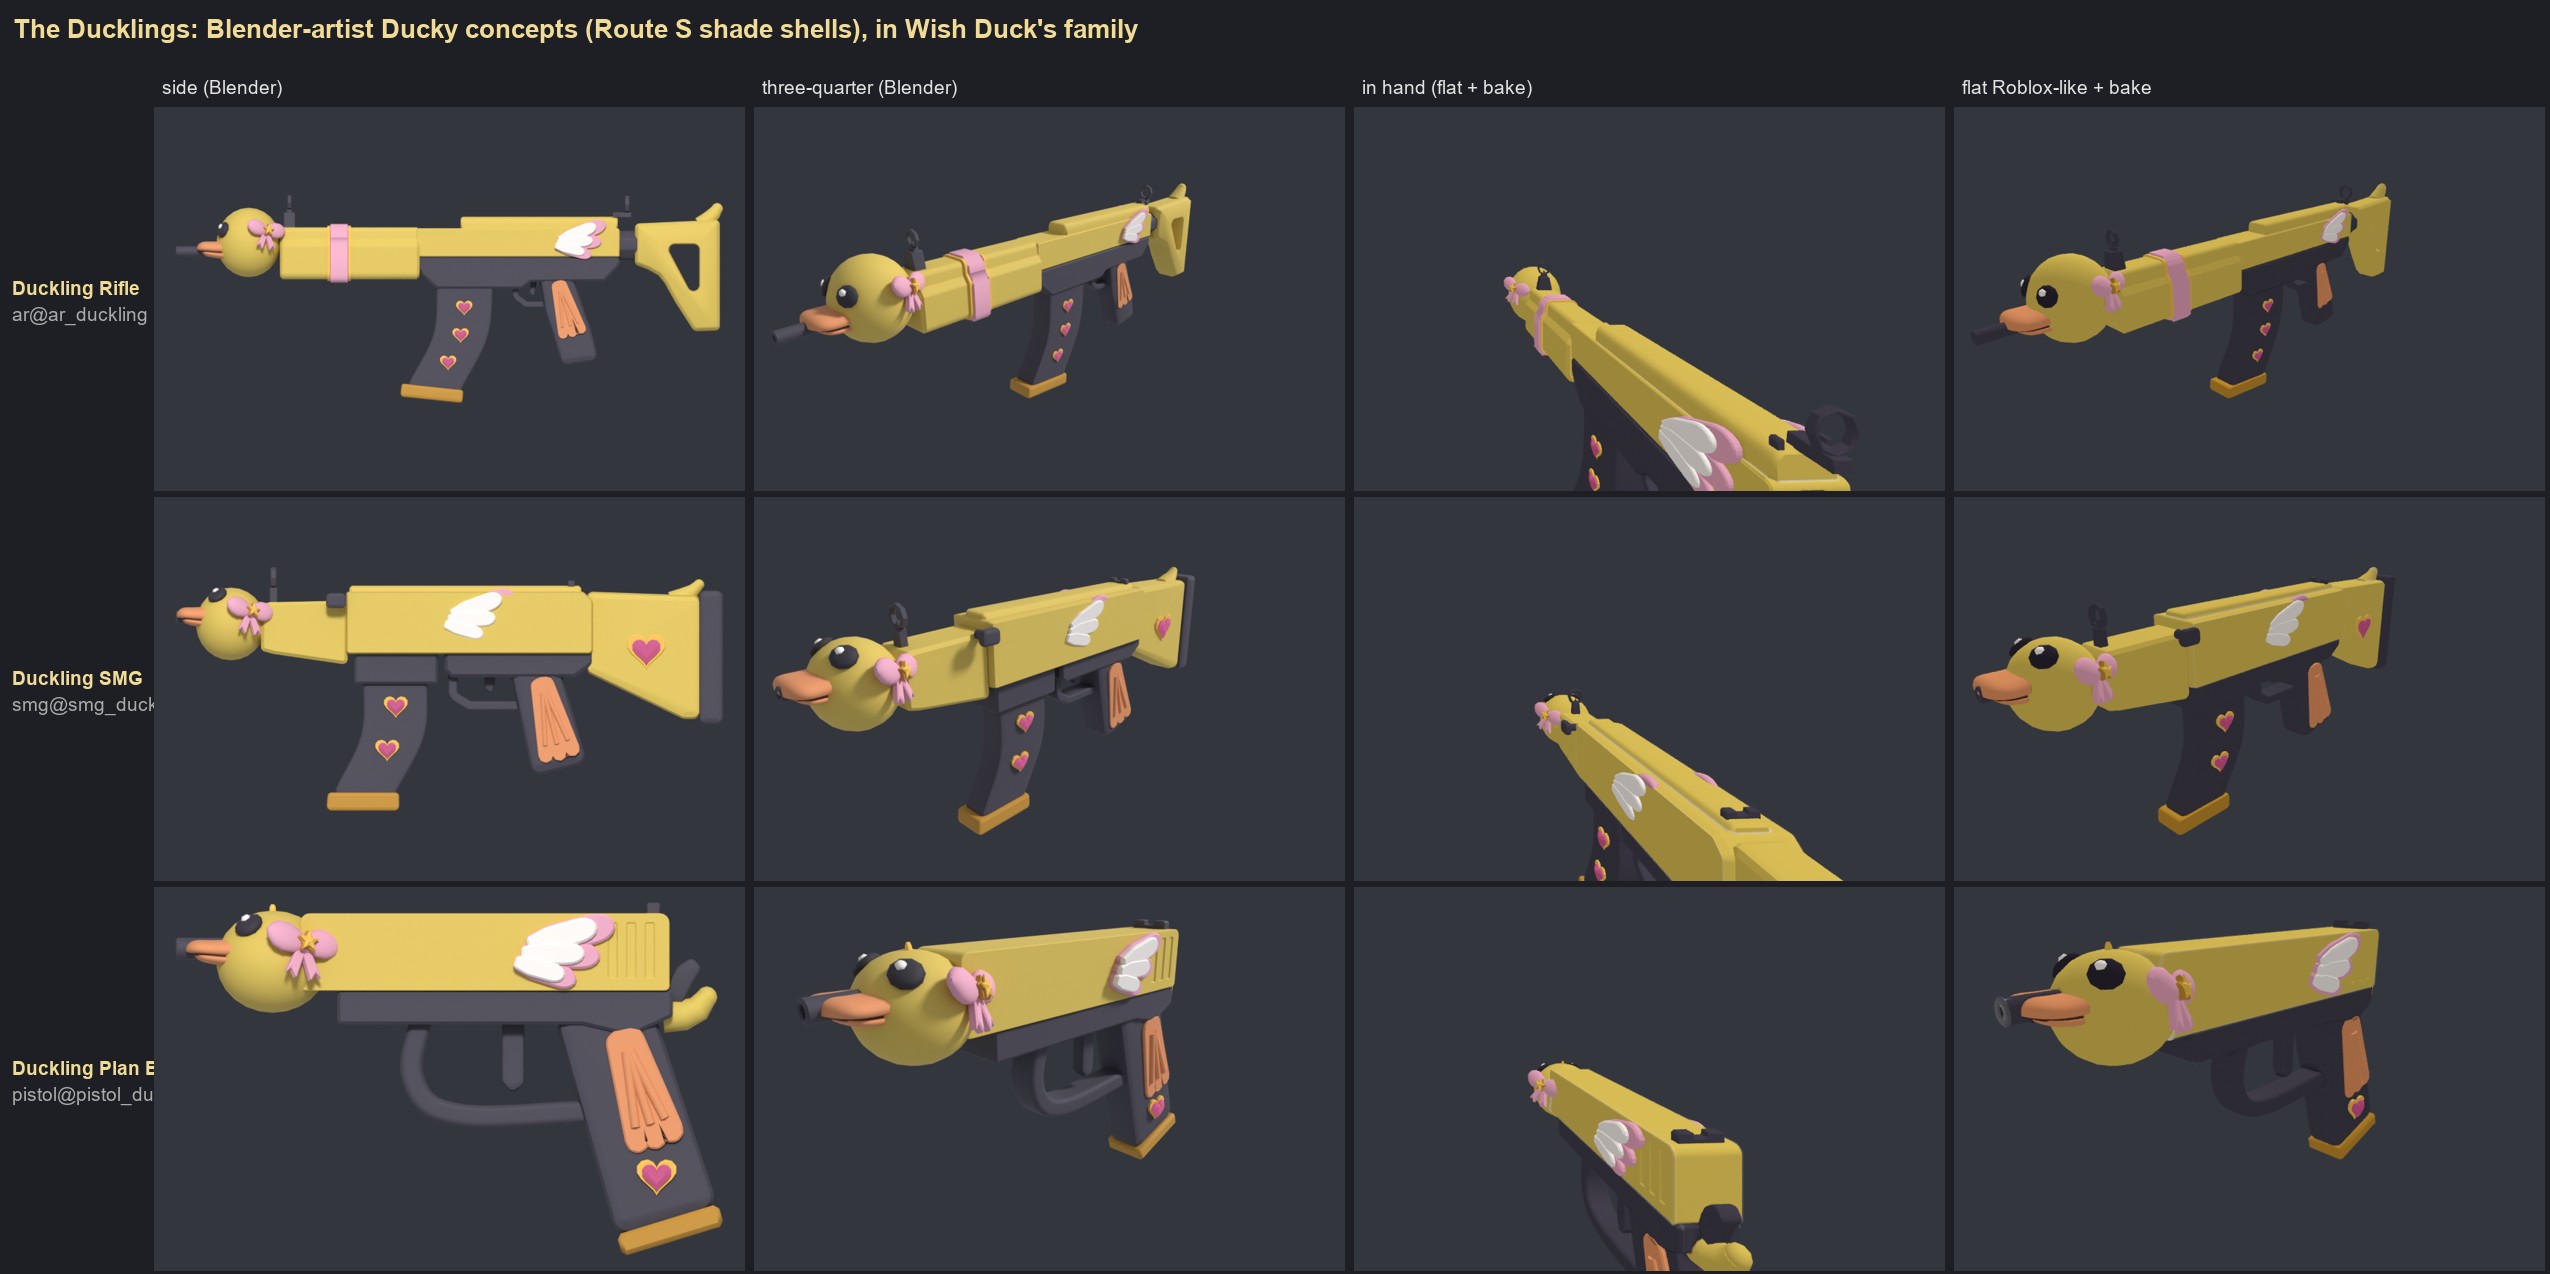 The Ducklings: Blender-artist Ducky concepts (Route S shade shells), in Wish Duck's family
side (Blender)
three-quarter (Blender)
in hand (flat + bake)
flat Roblox-like + bake
Duckling Rifle
ar@ar_duckling
Duckling SMG
smg@smg_duck
Duckling Plan B
pistol@pistol_du